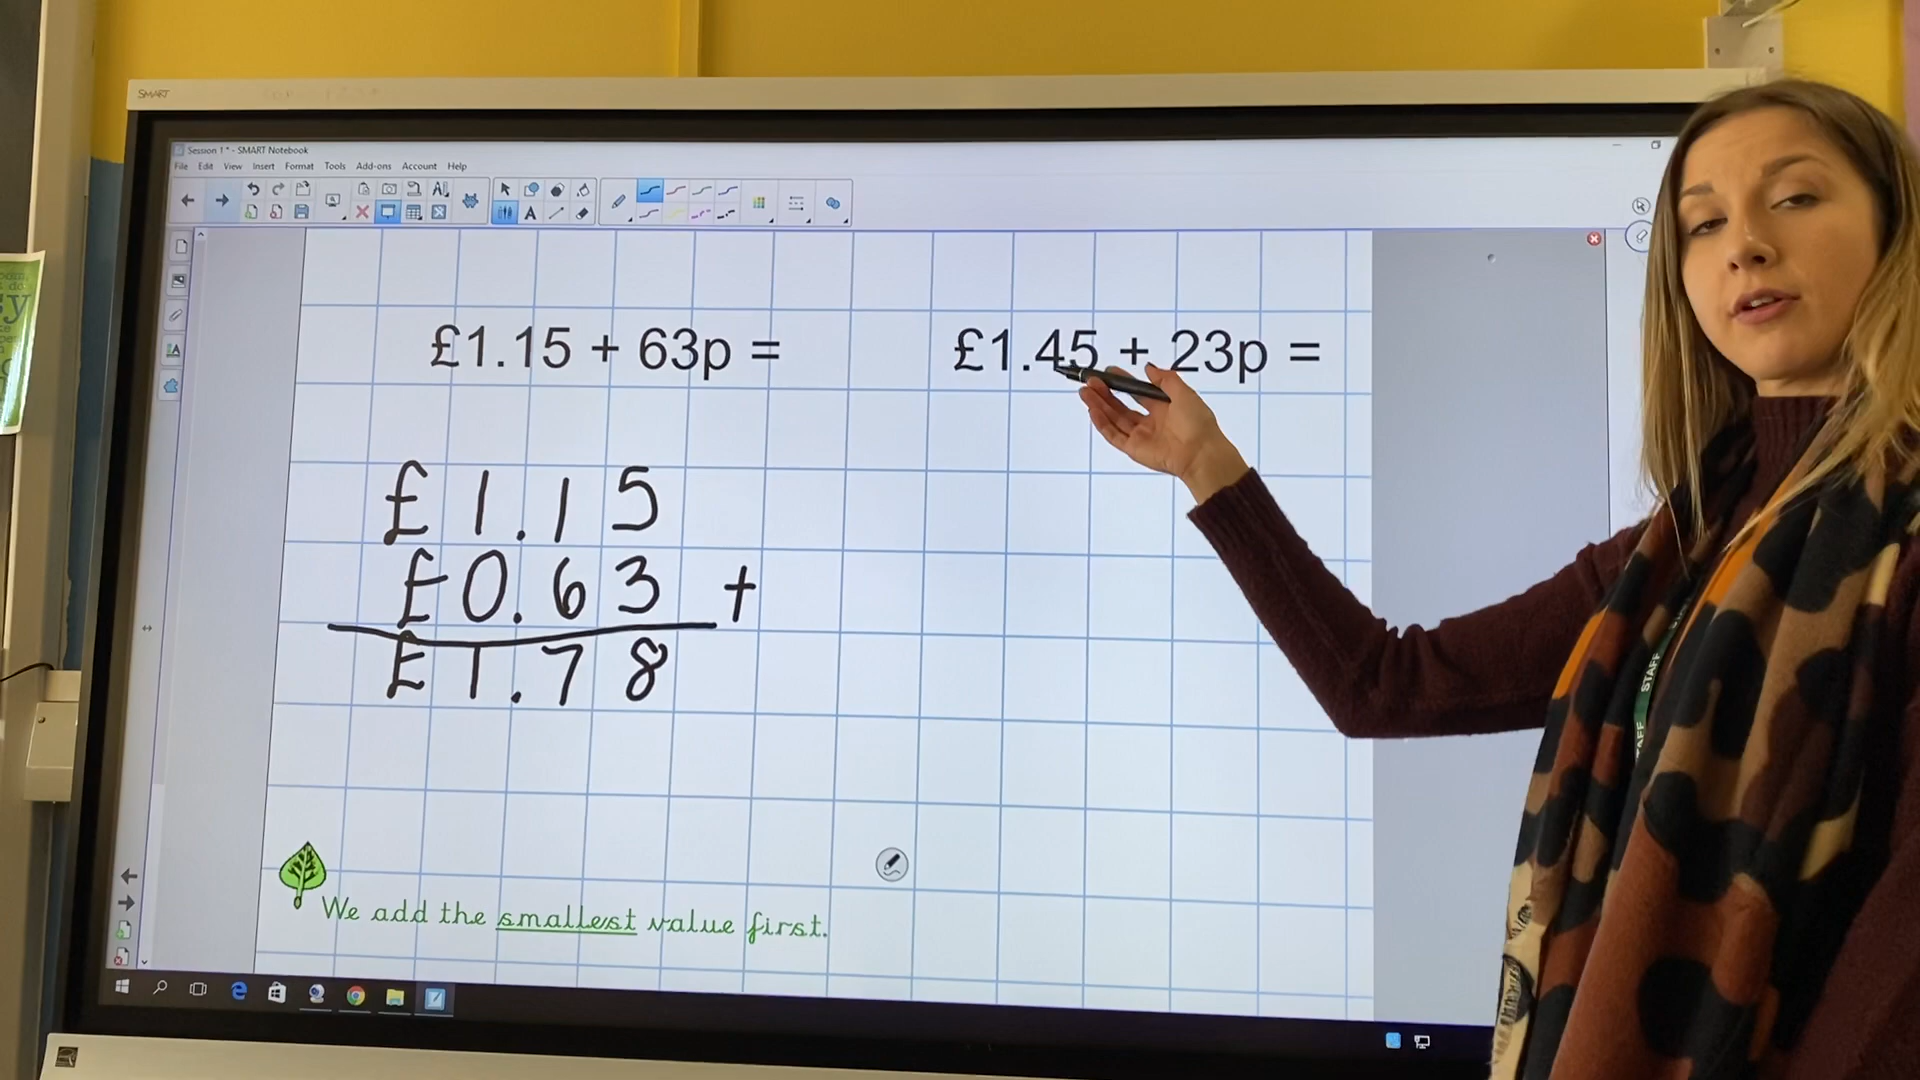 SMART
Session 1* - SMART Notebook
File Edit View Insert Format Tools Add-ons Account Help
£1.15 + 63p =
£1.45 + 23p =
£1.15
£0.63 +
£1.78
We add the smallest value first.
STAFF